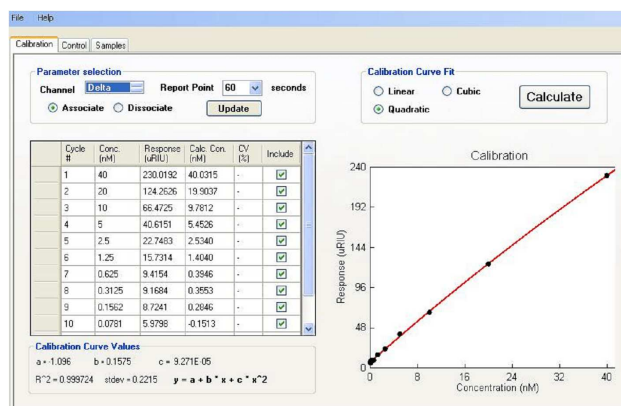 File Help
Calibration Control Samples
Parameter selection
Channel Delta Report Point 60 seconds
Associate Dissociate Update
Calibration Curve Fit
Linear Cubic
Quadratic
Calculate
Cycle # Conc. (nM) Response (uRIU) Calc. Con. (nM) CV (%) Include
1 40 230.0192 40.0315 -
2 20 124.2626 19.9037 -
3 10 66.4725 9.7812 -
4 5 40.6151 5.4526 -
5 2.5 22.7483 2.5340 -
6 1.25 15.7314 1.4040 -
7 0.625 9.4154 0.3946 -
8 0.3125 9.1684 0.3553 -
9 0.1562 8.7241 0.2846 -
10 0.0781 5.9798 -0.1513 -
Calibration Curve Values
a = -1.096 b = 0.1575 c = 9.271E-05
R^2 = 0.999724 stdev = 0.2215 y = a + b * x + c * x^2
Calibration
Response (uRIU)
240
192
144
96
48
0 8 16 24 32 40
Concentration (nM)